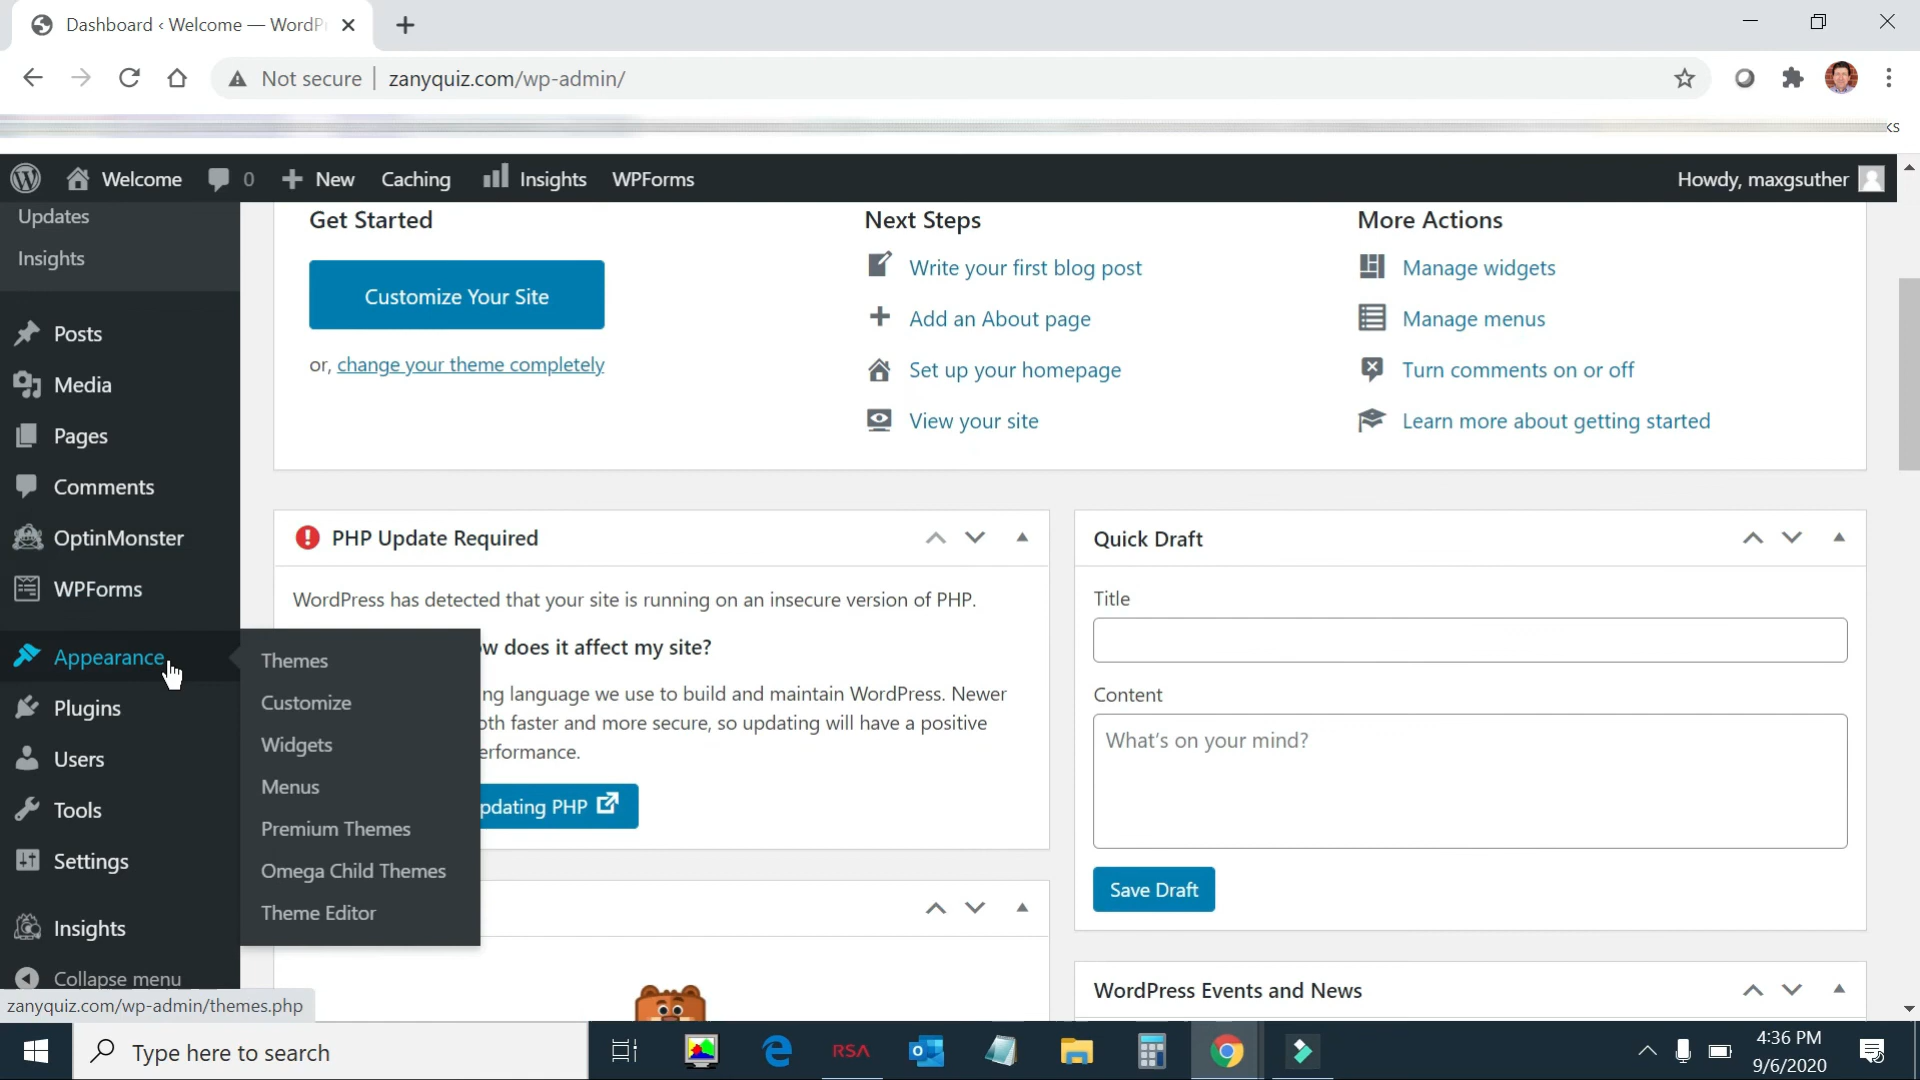 Dashboard ‹ Welcome — WordP
Not secure | zanyquiz.com/wp-admin/
Welcome 0 New Caching Insights WPForms Howdy, maxgsuther
Updates
Insights
Posts
Media
Pages
Comments
OptinMonster
WPForms
Appearance
Plugins
Users
Tools
Settings
Insights
Collapse menu
Themes
Customize
Widgets
Menus
Premium Themes
Omega Child Themes
Theme Editor
Get Started
Customize Your Site
or, change your theme completely
Next Steps
Write your first blog post
Add an About page
Set up your homepage
View your site
More Actions
Manage widgets
Manage menus
Turn comments on or off
Learn more about getting started
PHP Update Required
WordPress has detected that your site is running on an insecure version of PHP.
w does it affect my site?
ng language we use to build and maintain WordPress. Newer
oth faster and more secure, so updating will have a positive
erformance.
pdating PHP
Quick Draft
Title
Content
What's on your mind?
Save Draft
WordPress Events and News
zanyquiz.com/wp-admin/themes.php
Type here to search
RSA
4:36 PM
9/6/2020